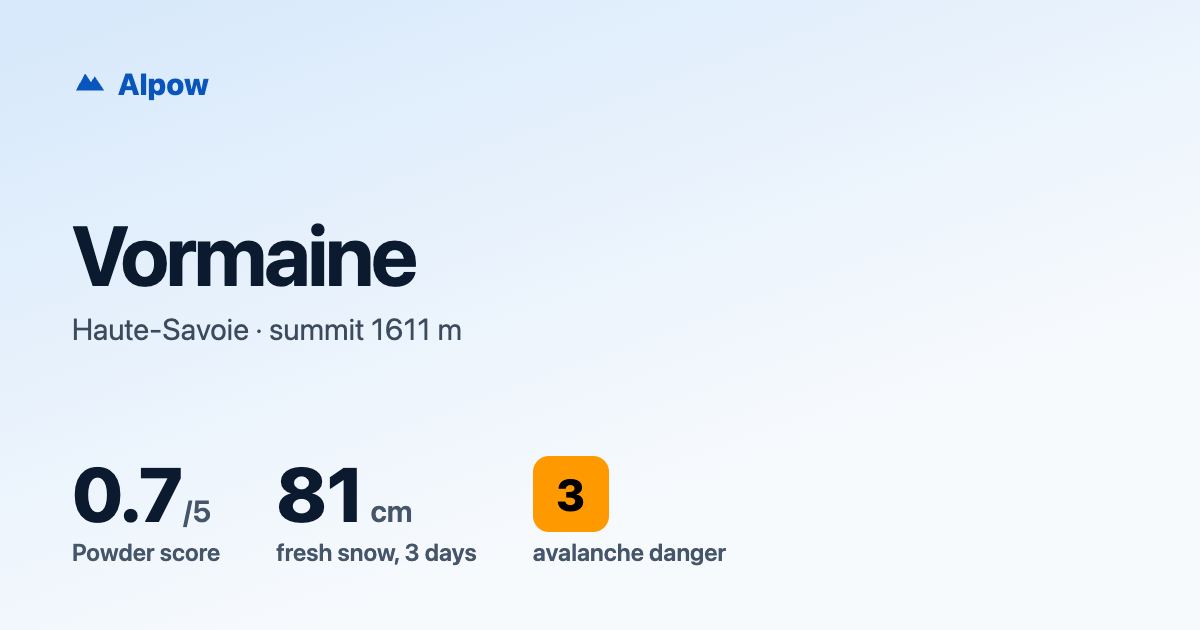 Alpow
Vormaine
Haute-Savoie · summit 1611 m
0.7/5
Powder score
81 cm
fresh snow, 3 days
3
avalanche danger